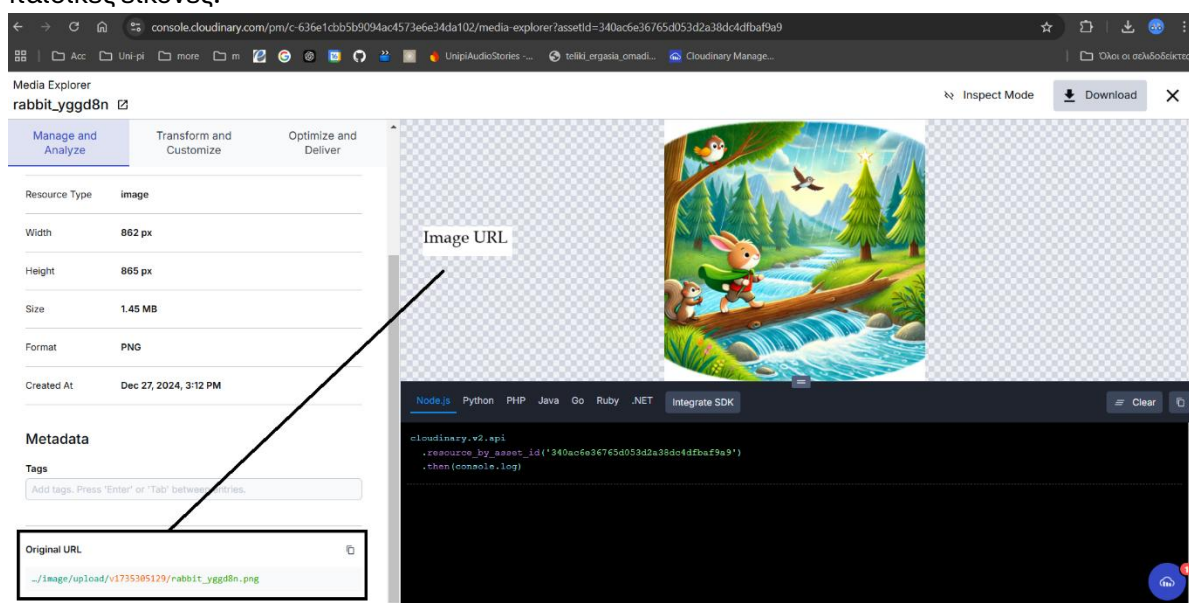 παιδικές εικόνες.
console.cloudinary.com/pm/c-636e1cbb5b9094ac4573e6e34da102/media-explorer?assetId=340ac6e36765d053d2a38dc4dfbaf9a9
Acc Uni-pi more m UnipiAudioStories -... teliki_ergasia_omadi... Cloudinary Manage... Όλοι οι σελιδοδείκτες
Media Explorer
rabbit_yggd8n
Inspect Mode Download
Manage and Analyze
Transform and Customize
Optimize and Deliver
Resource Type image
Width 862 px
Height 865 px
Size 1.45 MB
Format PNG
Created At Dec 27, 2024, 3:12 PM
Metadata
Tags
Add tags. Press 'Enter' or 'Tab' between entries.
Original URL
…/image/upload/v1735305129/rabbit_yggd8n.png
Image URL
Node.js Python PHP Java Go Ruby .NET Integrate SDK Clear
cloudinary.v2.api
.resource_by_asset_id('340ac6e36765d053d2a38dc4dfbaf9a9')
.then(console.log)
1